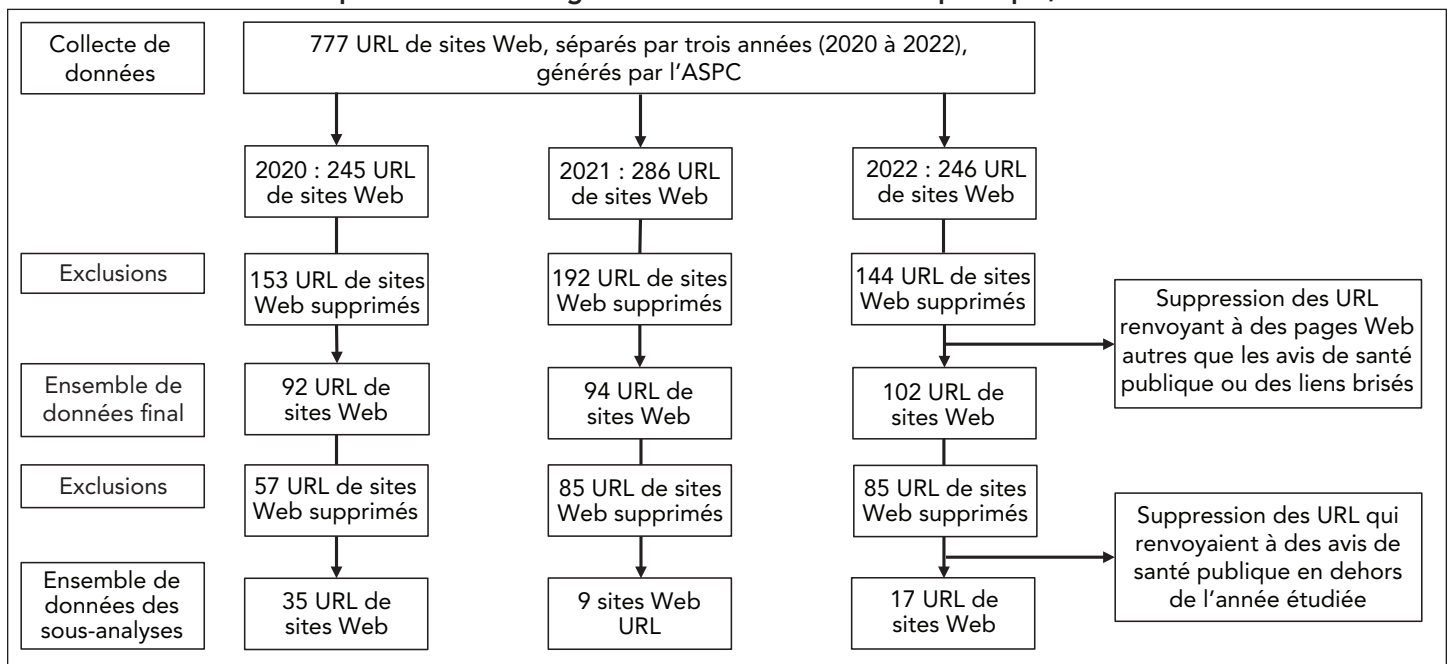 Collecte de
données
777 URL de sites Web, séparés par trois années (2020 à 2022),
générés par l'ASPC
2020 : 245 URL
de sites Web
2021 : 286 URL
de sites Web
2022 : 246 URL
de sites Web
Exclusions
153 URL de sites
Web supprimés
192 URL de sites
Web supprimés
144 URL de sites
Web supprimés
Suppression des URL
renvoyant à des pages Web
autres que les avis de santé
publique ou des liens brisés
Ensemble de
données final
92 URL de
sites Web
94 URL de
sites Web
102 URL de
sites Web
Exclusions
57 URL de sites
Web supprimés
85 URL de sites
Web supprimés
85 URL de sites
Web supprimés
Suppression des URL qui
renvoyaient à des avis de
santé publique en dehors
de l'année étudiée
Ensemble de
données des
sous-analyses
35 URL de
sites Web
9 sites Web
URL
17 URL de
sites Web